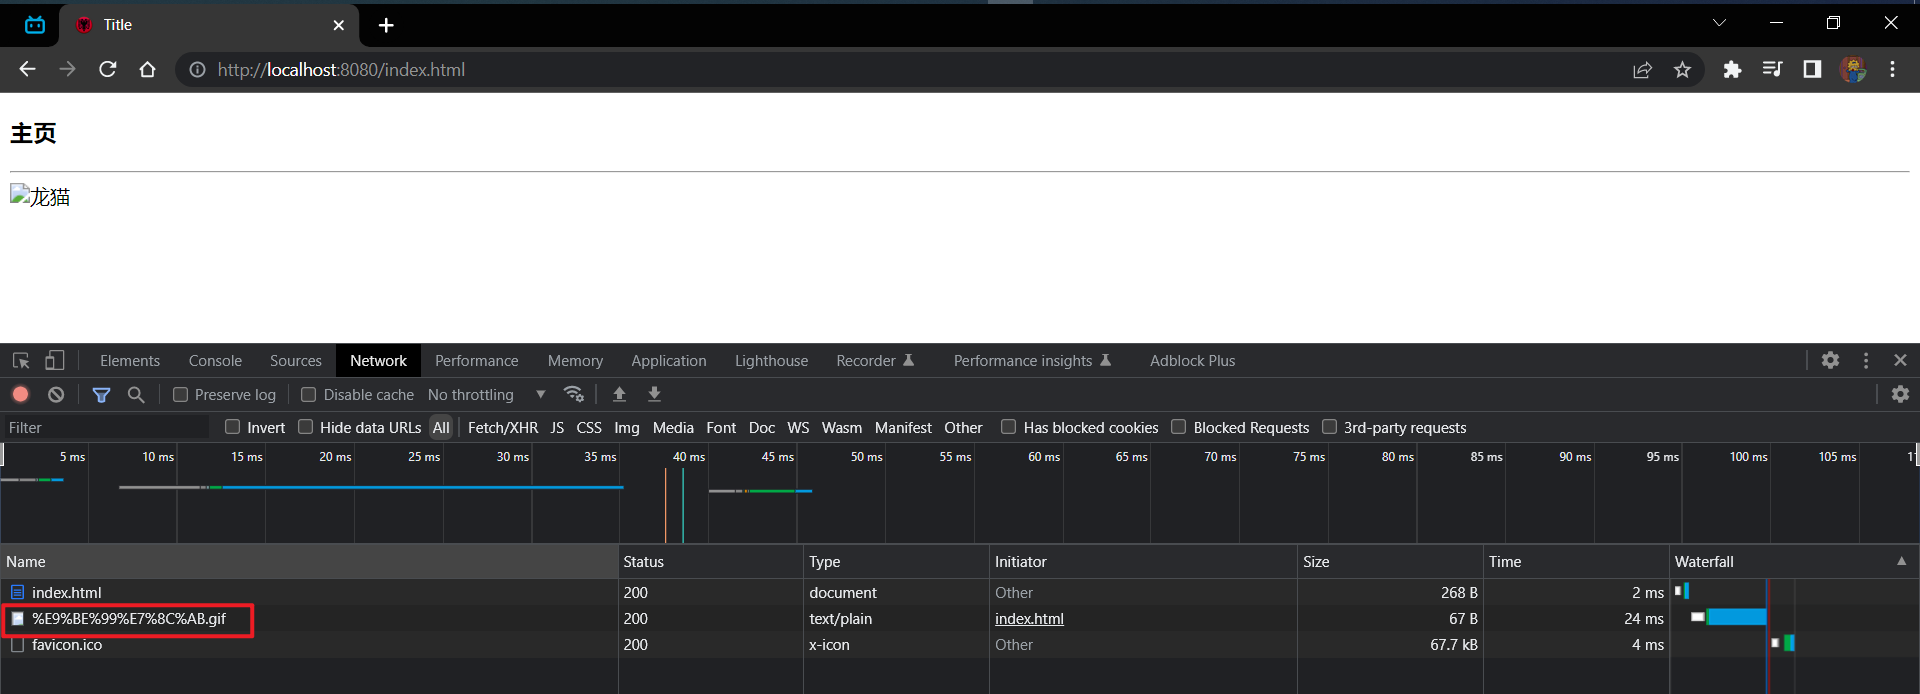 Title
http://localhost:8080/index.html
主页
龙猫
Elements Console Sources Network Performance Memory Application Lighthouse Recorder Performance insights Adblock Plus
Preserve log Disable cache No throttling
Filter Invert Hide data URLs All Fetch/XHR JS CSS Img Media Font Doc WS Wasm Manifest Other Has blocked cookies Blocked Requests 3rd-party requests
5 ms 10 ms 15 ms 20 ms 25 ms 30 ms 35 ms 40 ms 45 ms 50 ms 55 ms 60 ms 65 ms 70 ms 75 ms 80 ms 85 ms 90 ms 95 ms 100 ms 105 ms
Name Status Type Initiator Size Time Waterfall
index.html 200 document Other 268 B 2 ms
%E9%BE%99%E7%8C%AB.gif 200 text/plain index.html 67 B 24 ms
favicon.ico 200 x-icon Other 67.7 kB 4 ms